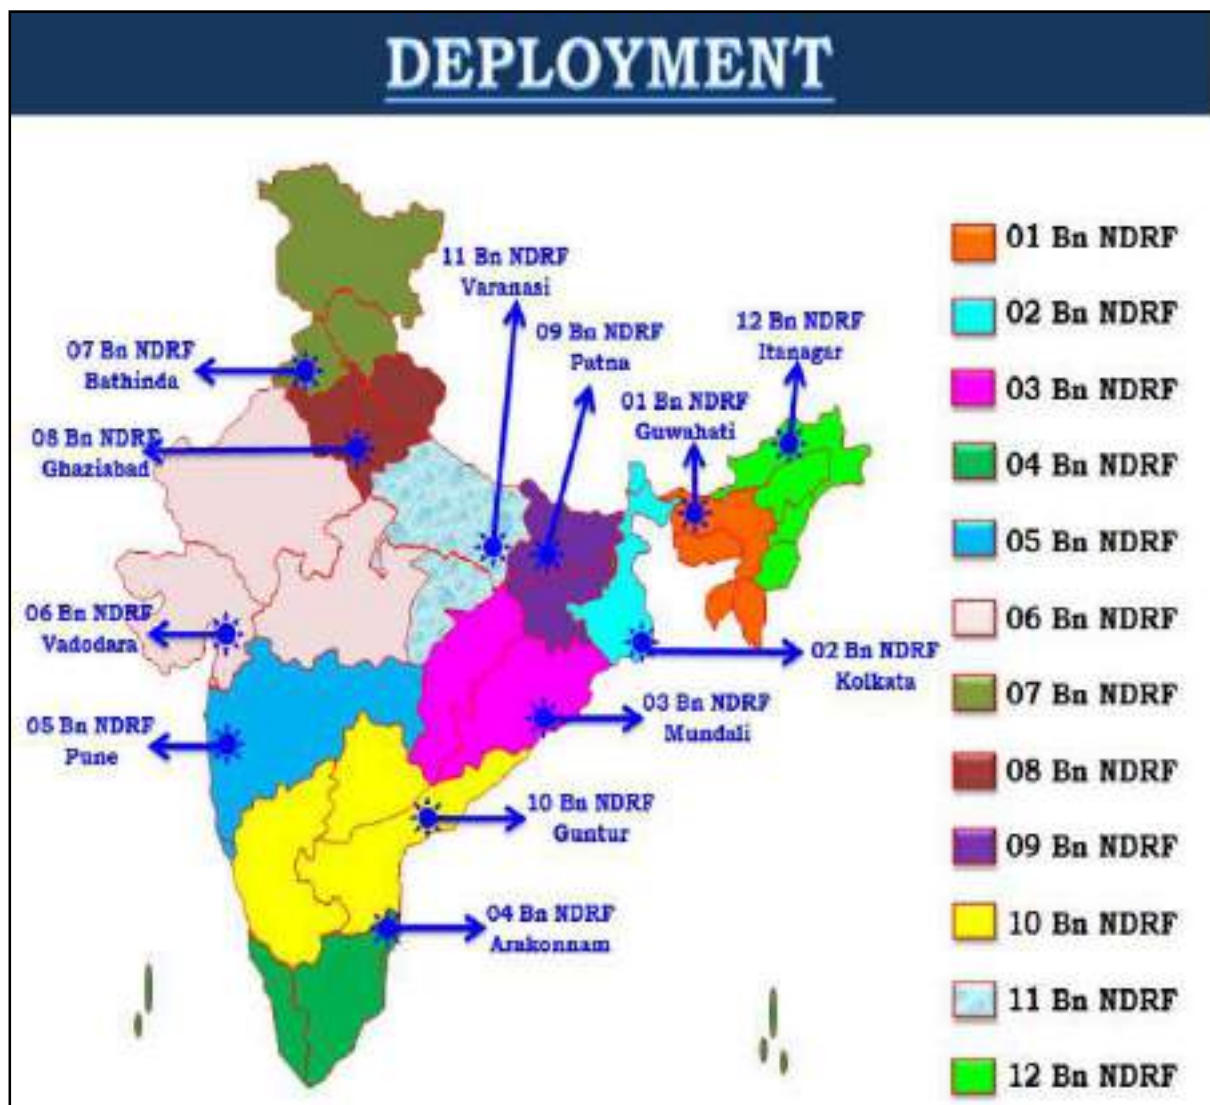 DEPLOYMENT
11 Bn NDRF
Varanasi
09 Bn NDRF
Patna
12 Bn NDRF
Itanagar
07 Bn NDRF
Bathinda
01 Bn NDRF
Guwahati
08 Bn NDRF
Ghaziabad
06 Bn NDRF
Vadodara
02 Bn NDRF
Kolkata
03 Bn NDRF
Mundali
05 Bn NDRF
Pune
10 Bn NDRF
Guntur
04 Bn NDRF
Arakonnam
01 Bn NDRF
02 Bn NDRF
03 Bn NDRF
04 Bn NDRF
05 Bn NDRF
06 Bn NDRF
07 Bn NDRF
08 Bn NDRF
09 Bn NDRF
10 Bn NDRF
11 Bn NDRF
12 Bn NDRF